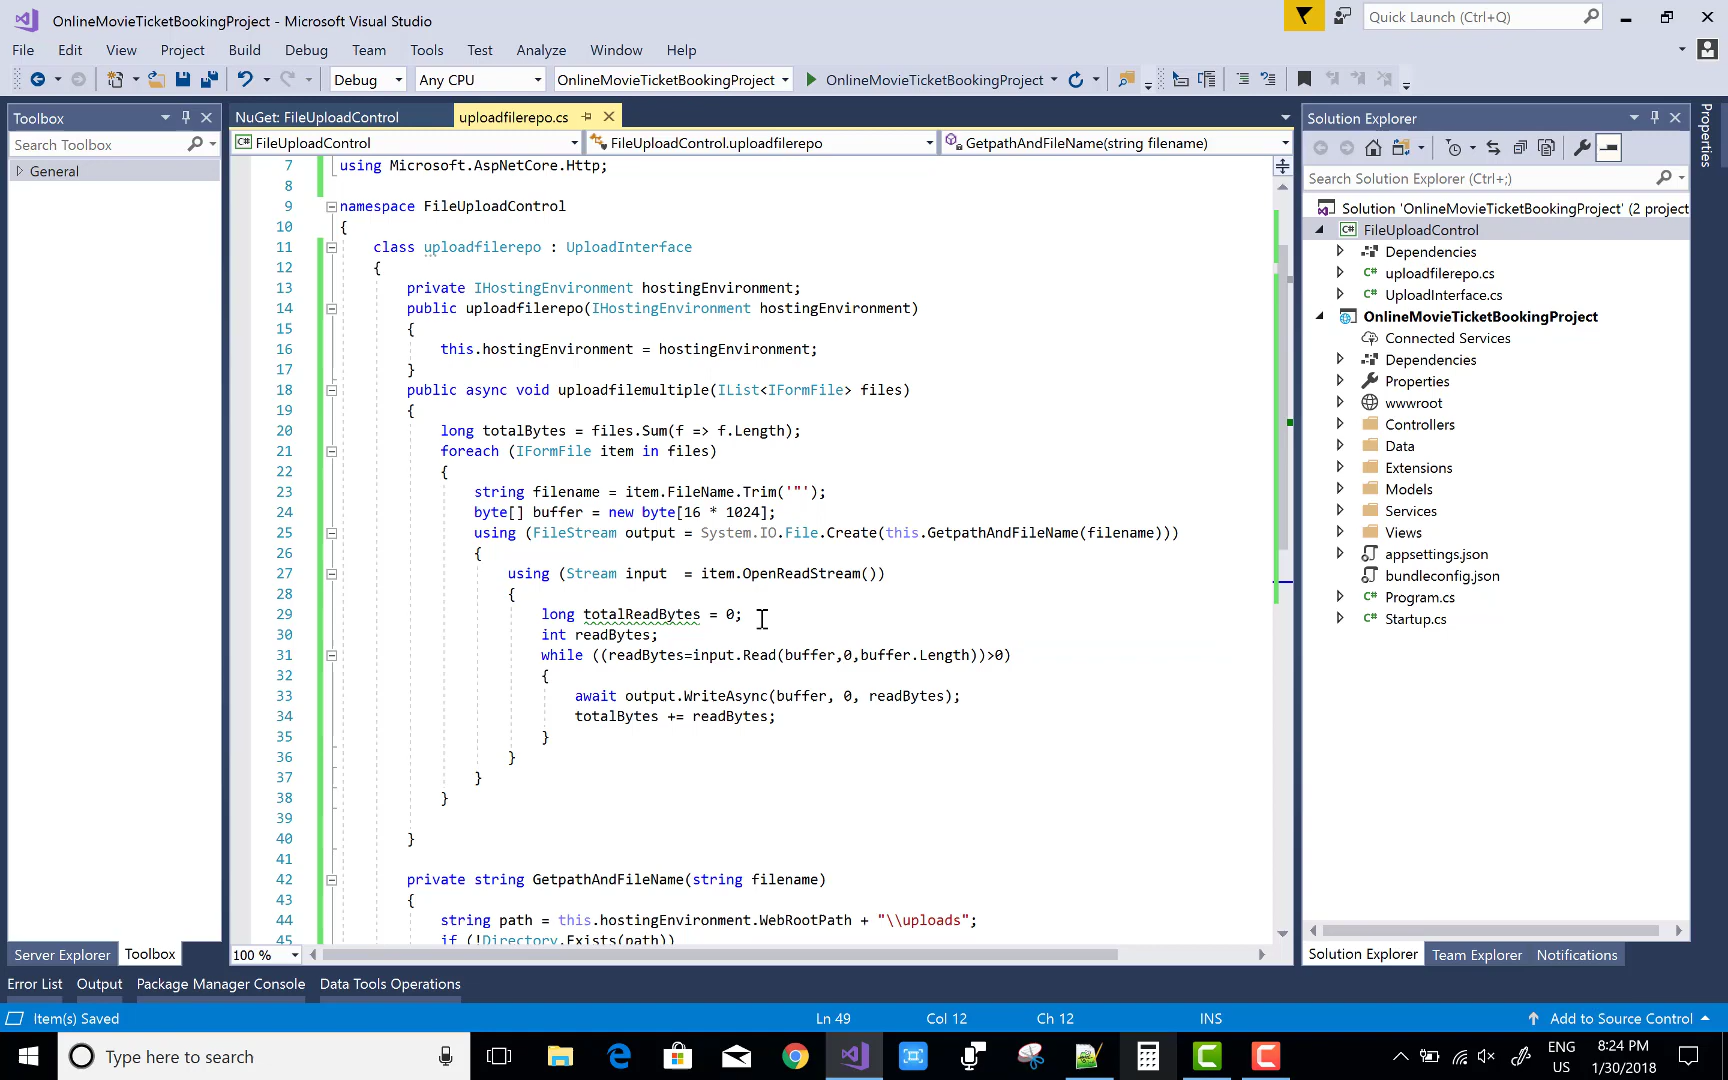 OnlineMovieTicketBookingProject - Microsoft Visual Studio
Quick Launch (Ctrl+Q)
File Edit View Project Build Debug Team Tools Test Analyze Window Help
Debug Any CPU OnlineMovieTicketBookingProject OnlineMovieTicketBookingProject
Toolbox
Search Toolbox
General
NuGet: FileUploadControl uploadfilerepo.cs
FileUploadControl FileUploadControl.uploadfilerepo GetpathAndFileName(string filename)
7 using Microsoft.AspNetCore.Http;
8
9 namespace FileUploadControl
10 {
11 class uploadfilerepo : UploadInterface
12 {
13 private IHostingEnvironment hostingEnvironment;
14 public uploadfilerepo(IHostingEnvironment hostingEnvironment)
15 {
16 this.hostingEnvironment = hostingEnvironment;
17 }
18 public async void uploadfilemultiple(IList<IFormFile> files)
19 {
20 long totalBytes = files.Sum(f => f.Length);
21 foreach (IFormFile item in files)
22 {
23 string filename = item.FileName.Trim('"');
24 byte[] buffer = new byte[16 * 1024];
25 using (FileStream output = System.IO.File.Create(this.GetpathAndFileName(filename)))
26 {
27 using (Stream input  = item.OpenReadStream())
28 {
29 long totalReadBytes = 0;
30 int readBytes;
31 while ((readBytes=input.Read(buffer,0,buffer.Length))>0)
32 {
33 await output.WriteAsync(buffer, 0, readBytes);
34 totalBytes += readBytes;
35 }
36 }
37 }
38 }
39
40 }
41
42 private string GetpathAndFileName(string filename)
43 {
44 string path = this.hostingEnvironment.WebRootPath + "\\uploads";
45 if (!Directory.Exists(path))
100 %
Solution Explorer
Search Solution Explorer (Ctrl+;)
Solution 'OnlineMovieTicketBookingProject' (2 project
FileUploadControl
Dependencies
uploadfilerepo.cs
UploadInterface.cs
OnlineMovieTicketBookingProject
Connected Services
Dependencies
Properties
wwwroot
Controllers
Data
Extensions
Models
Services
Views
appsettings.json
bundleconfig.json
Program.cs
Startup.cs
Properties
Server Explorer Toolbox
Solution Explorer Team Explorer Notifications
Error List Output Package Manager Console Data Tools Operations
Item(s) Saved Ln 49 Col 12 Ch 12 INS Add to Source Control
Type here to search
ENG
US
8:24 PM
1/30/2018